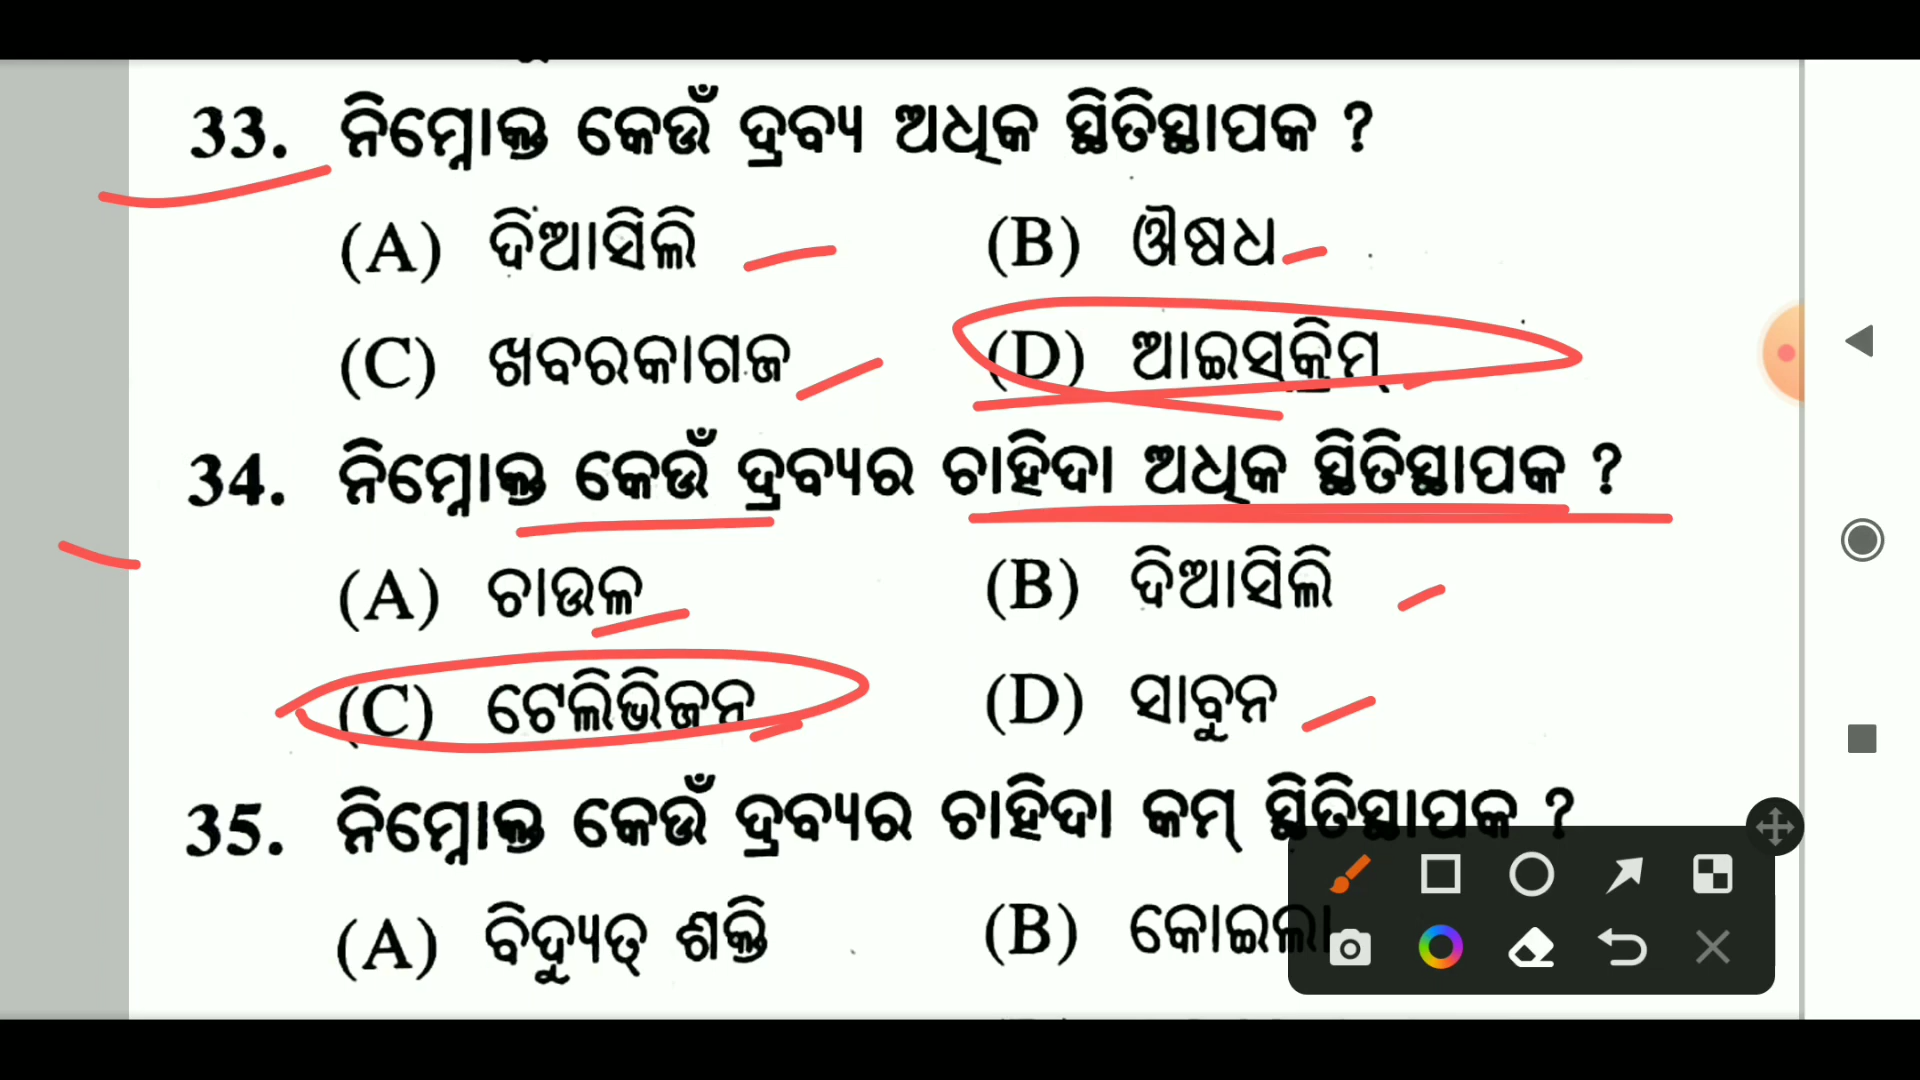 33. ନିମ୍ନୋକ୍ତ କେଉଁ ଦ୍ରବ୍ୟ ଅଧିକ ସ୍ଥିତିସ୍ଥାପକ ?
(A) ଦିଆସିଲି (B) ଔଷଧ
(C) ଖବରକାଗଜ (D) ଆଇସ୍‌କ୍ରିମ୍
34. ନିମ୍ନୋକ୍ତ କେଉଁ ଦ୍ରବ୍ୟର ଚାହିଦା ଅଧିକ ସ୍ଥିତିସ୍ଥାପକ ?
(A) ଚାଉଳ (B) ଦିଆସିଲି
(C) ଟେଲିଭିଜନ (D) ସାବୁନ
35. ନିମ୍ନୋକ୍ତ କେଉଁ ଦ୍ରବ୍ୟର ଚାହିଦା କମ୍ ସ୍ଥିତିସ୍ଥାପକ ?
(A) ବିଦ୍ୟୁତ୍ ଶକ୍ତି (B) କୋଇଲା